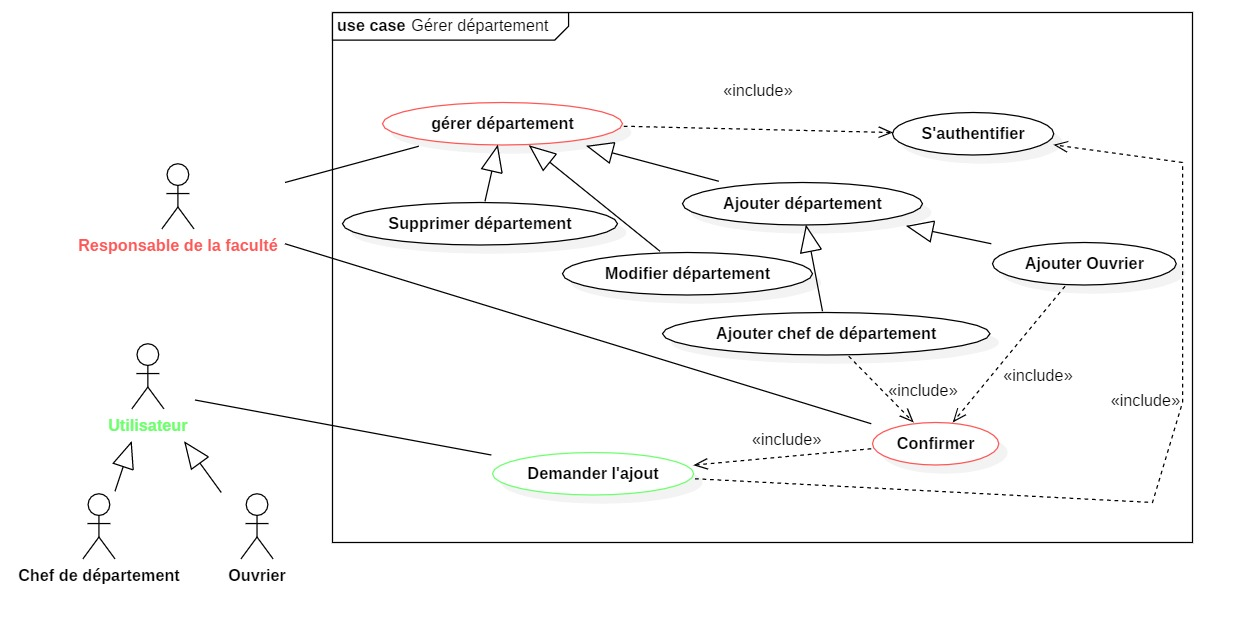 use case Gérer département
«include»
gérer département
S'authentifier
Ajouter département
Supprimer département
Responsable de la faculté
Ajouter Ouvrier
Modifier département
Ajouter chef de département
«include»
«include»
«include»
Utilisateur
«include»
Confirmer
Demander l'ajout
Chef de département
Ouvrier